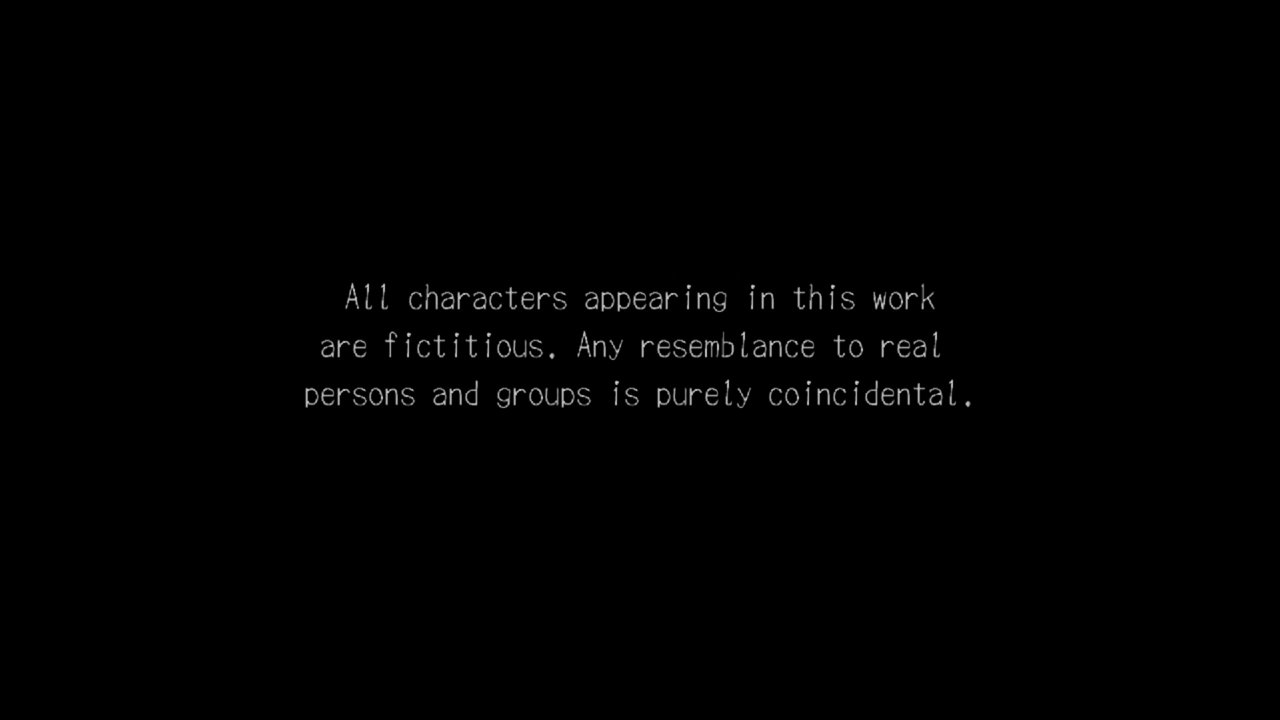 All characters appearing in this work
are fictitious. Any resemblance to real
persons and groups is purely coincidental.